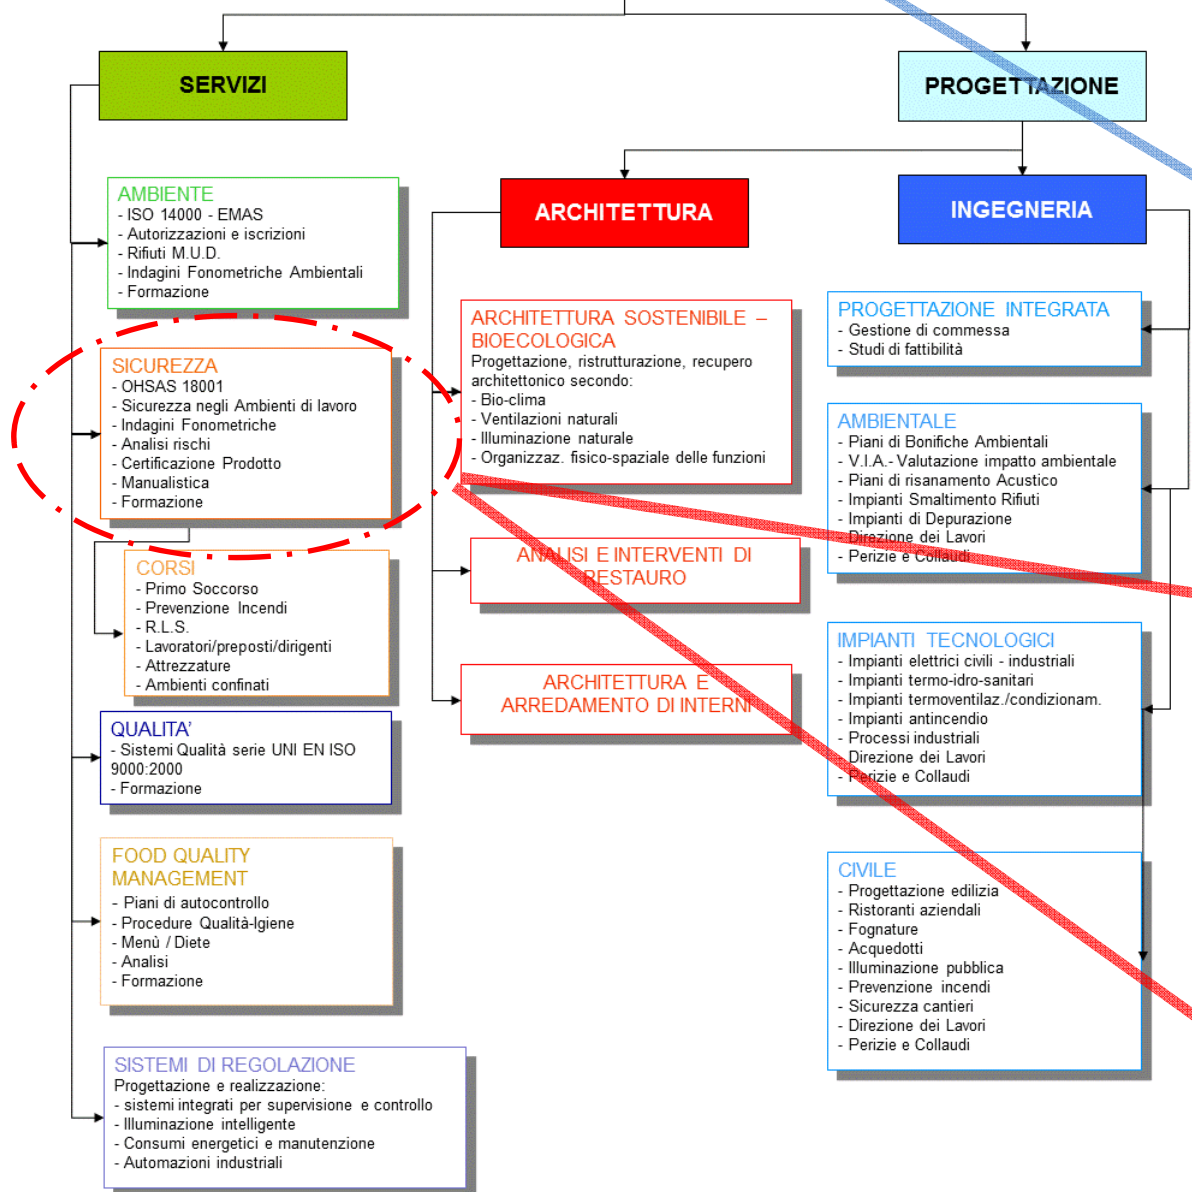 SERVIZI
PROGETTAZIONE
AMBIENTE
- ISO 14000 - EMAS
- Autorizzazioni e iscrizioni
- Rifiuti M.U.D.
- Indagini Fonometriche Ambientali
- Formazione
ARCHITETTURA
INGEGNERIA
SICUREZZA
- OHSAS 18001
- Sicurezza negli Ambienti di lavoro
- Indagini Fonometriche
- Analisi rischi
- Certificazione Prodotto
- Manualistica
- Formazione
CORSI
- Primo Soccorso
- Prevenzione Incendi
- R.L.S.
- Lavoratori/preposti/dirigenti
- Attrezzature
- Ambienti confinati
QUALITA'
- Sistemi Qualità serie UNI EN ISO
9000:2000
- Formazione
FOOD QUALITY
MANAGEMENT
- Piani di autocontrollo
- Procedure Qualità-Igiene
- Menù / Diete
- Analisi
- Formazione
SISTEMI DI REGOLAZIONE
Progettazione e realizzazione:
- sistemi integrati per supervisione e controllo
- Illuminazione intelligente
- Consumi energetici e manutenzione
- Automazioni industriali
ARCHITETTURA SOSTENIBILE –
BIOECOLOGICA
Progettazione, ristrutturazione, recupero
architettonico secondo:
- Bio-clima
- Ventilazioni naturali
- Illuminazione naturale
- Organizzaz. fisico-spaziale delle funzioni
ANALISI E INTERVENTI DI
RESTAURO
ARCHITETTURA E
ARREDAMENTO DI INTERNI
PROGETTAZIONE INTEGRATA
- Gestione di commessa
- Studi di fattibilità
AMBIENTALE
- Piani di Bonifiche Ambientali
- V.I.A.- Valutazione impatto ambientale
- Piani di risanamento Acustico
- Impianti Smaltimento Rifiuti
- Impianti di Depurazione
- Direzione dei Lavori
- Perizie e Collaudi
IMPIANTI TECNOLOGICI
- Impianti elettrici civili - industriali
- Impianti termo-idro-sanitari
- Impianti termoventilaz./condizionam.
- Impianti antincendio
- Processi industriali
- Direzione dei Lavori
- Perizie e Collaudi
CIVILE
- Progettazione edilizia
- Ristoranti aziendali
- Fognature
- Acquedotti
- Illuminazione pubblica
- Prevenzione incendi
- Sicurezza cantieri
- Direzione dei Lavori
- Perizie e Collaudi